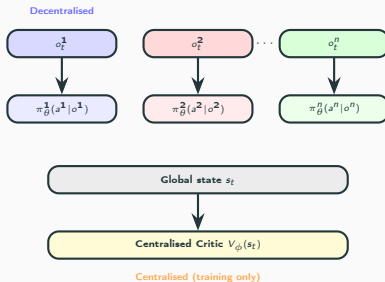 Decentralised
o_t^1 o_t^2 ... o_t^n
π_θ^1(a^1|o^1) π_θ^2(a^2|o^2) π_θ^n(a^n|o^n)
Global state s_t
Centralised Critic V_ϕ(s_t)
Centralised (training only)